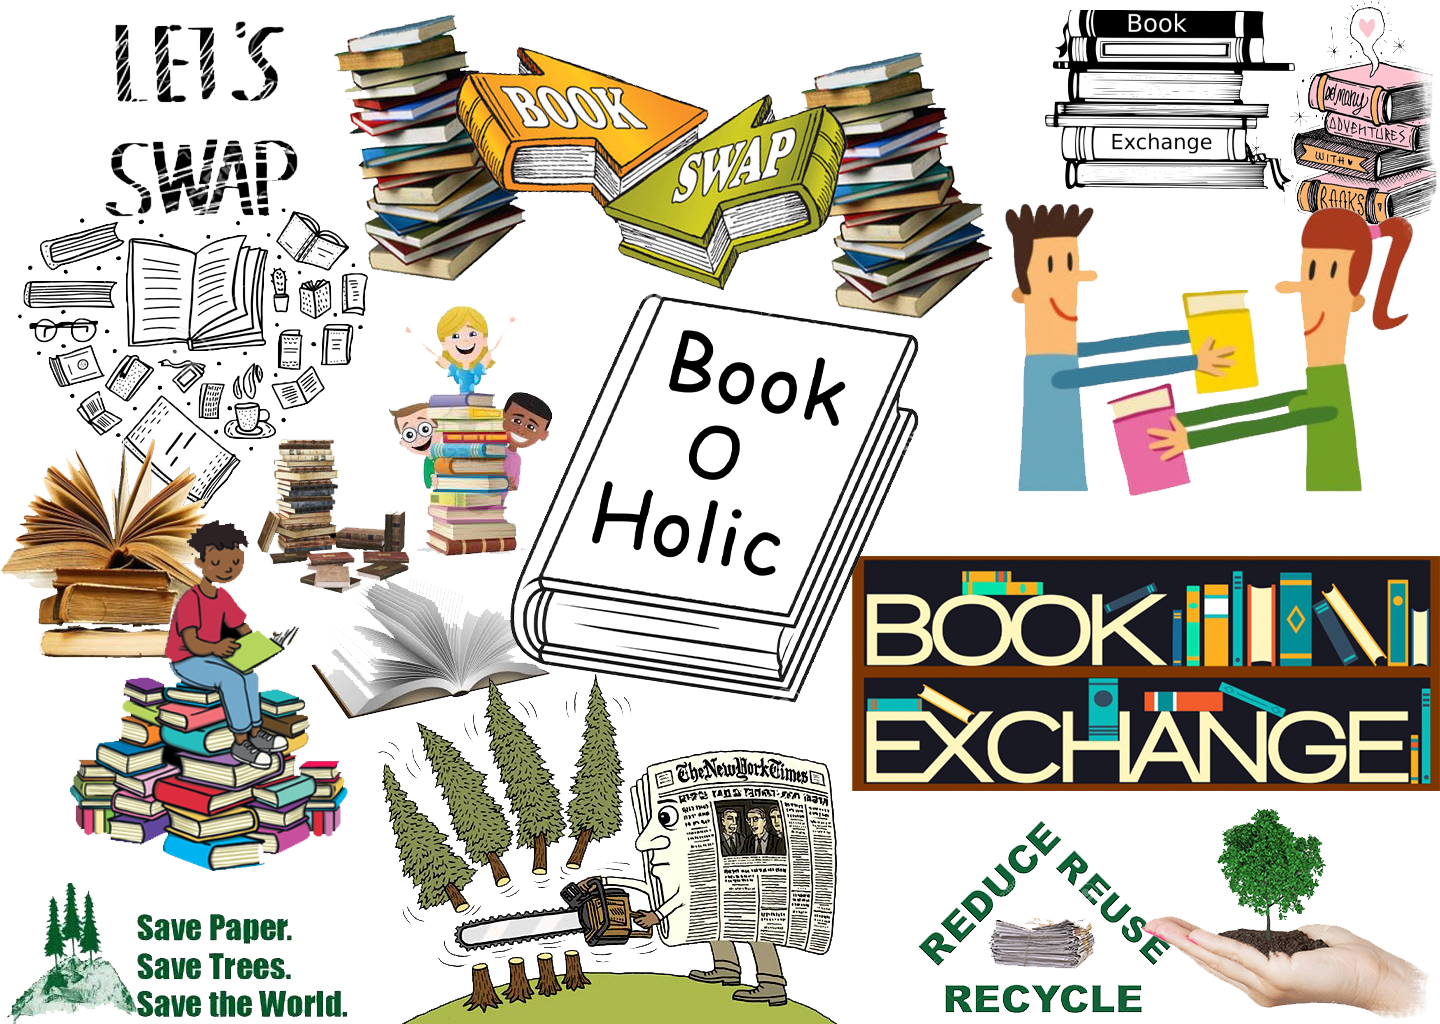 LET'S
SWAP
BOOK
SWAP
Book
Exchange
SO MANY
ADVENTURES
WITH
BOOKS
Book
O
Holic
BOOK
EXCHANGE
The New York Times
Save Paper.
Save Trees.
Save the World.
REDUCE REUSE
RECYCLE